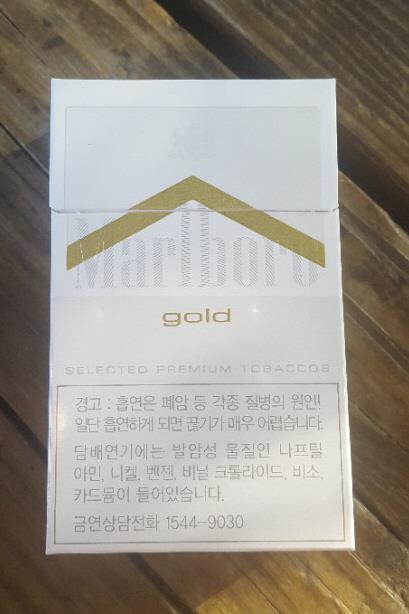 Marlboro
gold
SELECTED PREMIUM TOBACCOS
경고 : 흡연은 폐암 등 각종 질병의 원인!
일단 흡연하게 되면 끊기가 매우 어렵습니다.
담배연기에는 발암성 물질인 나프틸
아민, 니켈, 벤젠, 비닐 크롤라이드, 비소,
카드뮴이 들어있습니다.
금연상담전화 1544-9030